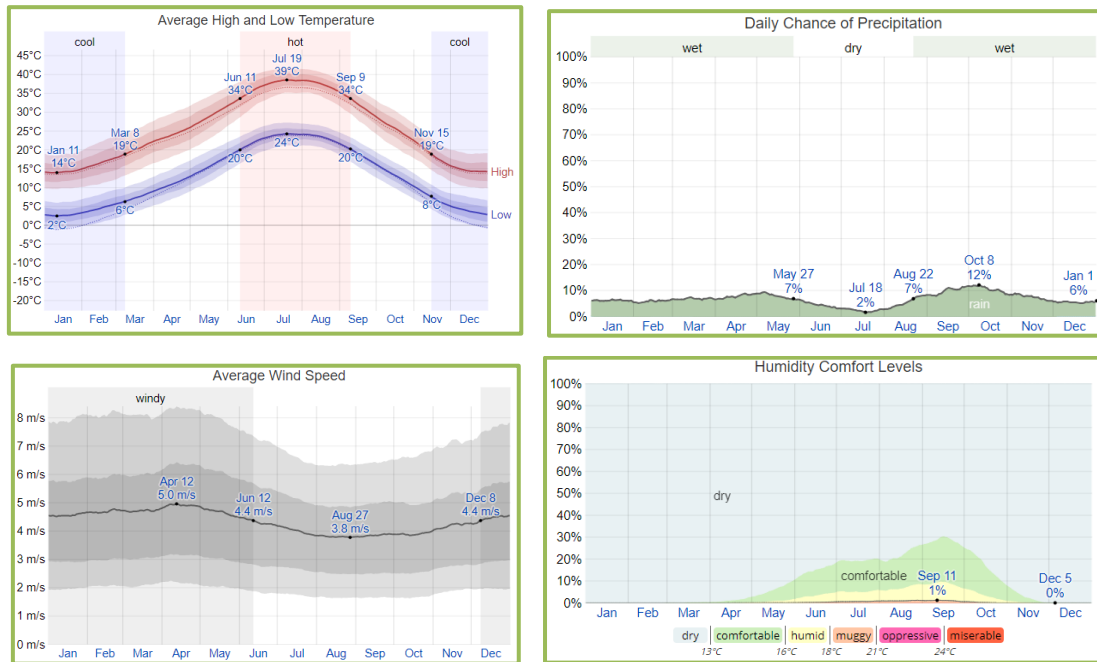 Average High and Low Temperature
cool hot cool
45°C
40°C
35°C
30°C
25°C
20°C
15°C
10°C
5°C
0°C
-5°C
-10°C
-15°C
-20°C
Jan 11
14°C
Mar 8
19°C
Jun 11
34°C
Jul 19
39°C
Sep 9
34°C
Nov 15
19°C
2°C
6°C
20°C
24°C
20°C
8°C
High
Low
Jan Feb Mar Apr May Jun Jul Aug Sep Oct Nov Dec
Daily Chance of Precipitation
wet dry wet
100%
90%
80%
70%
60%
50%
40%
30%
20%
10%
0%
May 27
7%
Jul 18
2%
Aug 22
7%
Oct 8
12%
Jan 1
6%
rain
Jan Feb Mar Apr May Jun Jul Aug Sep Oct Nov Dec
Average Wind Speed
windy
8 m/s
7 m/s
6 m/s
5 m/s
4 m/s
3 m/s
2 m/s
1 m/s
0 m/s
Apr 12
5.0 m/s
Jun 12
4.4 m/s
Aug 27
3.8 m/s
Dec 8
4.4 m/s
Jan Feb Mar Apr May Jun Jul Aug Sep Oct Nov Dec
Humidity Comfort Levels
100%
90%
80%
70%
60%
50%
40%
30%
20%
10%
0%
dry
comfortable
Sep 11
1%
Dec 5
0%
Jan Feb Mar Apr May Jun Jul Aug Sep Oct Nov Dec
dry comfortable humid muggy oppressive miserable
13°C 16°C 18°C 21°C 24°C